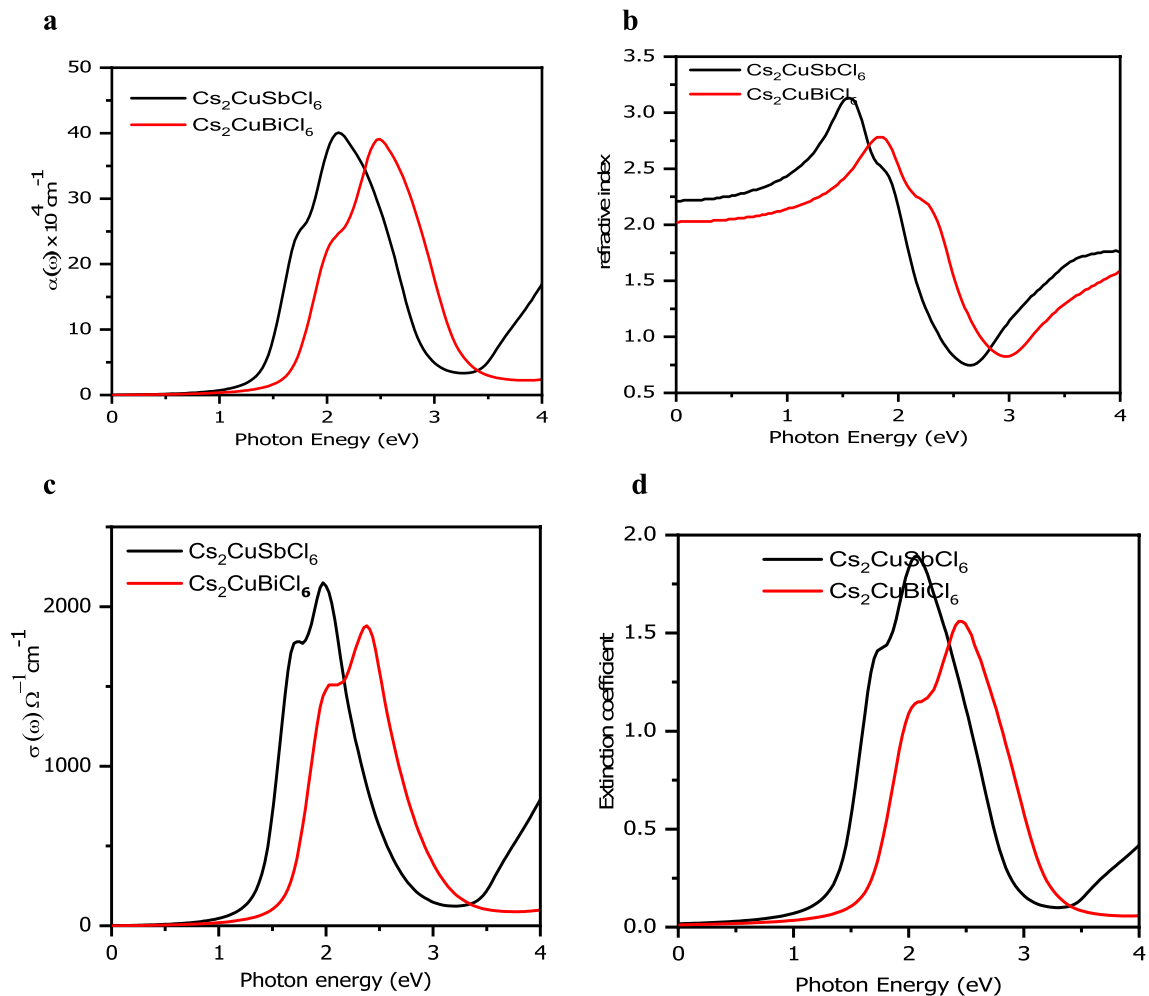 a
50
40
30
20
10
0
α(ω) x 10⁴ cm⁻¹
Cs₂CuSbCl₆
Cs₂CuBiCl₆
0 1 2 3 4
Photon Enegy (eV)
b
3.5
3.0
2.5
2.0
1.5
1.0
0.5
refractive index
Cs₂CuSbCl₆
Cs₂CuBiCl₆
0 1 2 3 4
Photon Energy (eV)
c
2000
1000
0
σ(ω) Ω⁻¹ cm⁻¹
Cs₂CuSbCl₆
Cs₂CuBiCl₆
0 1 2 3 4
Photon energy (eV)
d
2.0
1.5
1.0
0.5
0.0
Extinction coefficient
Cs₂CuSbCl₆
Cs₂CuBiCl₆
0 1 2 3 4
Photon Energy (eV)